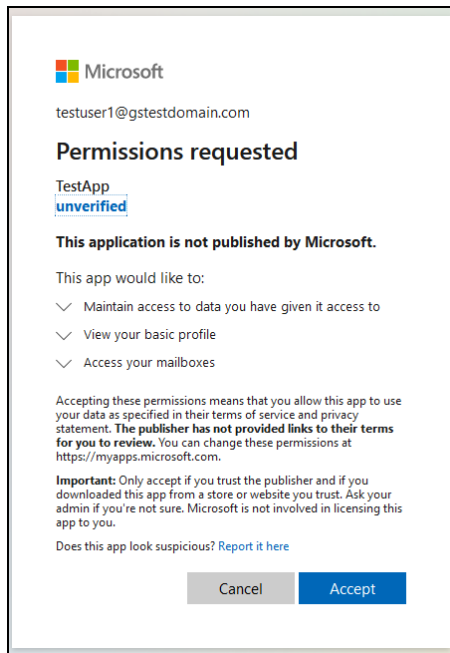 Microsoft
testuser1@gstestdomain.com
Permissions requested
TestApp
unverified
This application is not published by Microsoft.
This app would like to:
Maintain access to data you have given it access to
View your basic profile
Access your mailboxes
Accepting these permissions means that you allow this app to use
your data as specified in their terms of service and privacy
statement. The publisher has not provided links to their terms
for you to review. You can change these permissions at
https://myapps.microsoft.com.
Important: Only accept if you trust the publisher and if you
downloaded this app from a store or website you trust. Ask your
admin if you're not sure. Microsoft is not involved in licensing this
app to you.
Does this app look suspicious? Report it here
Cancel Accept